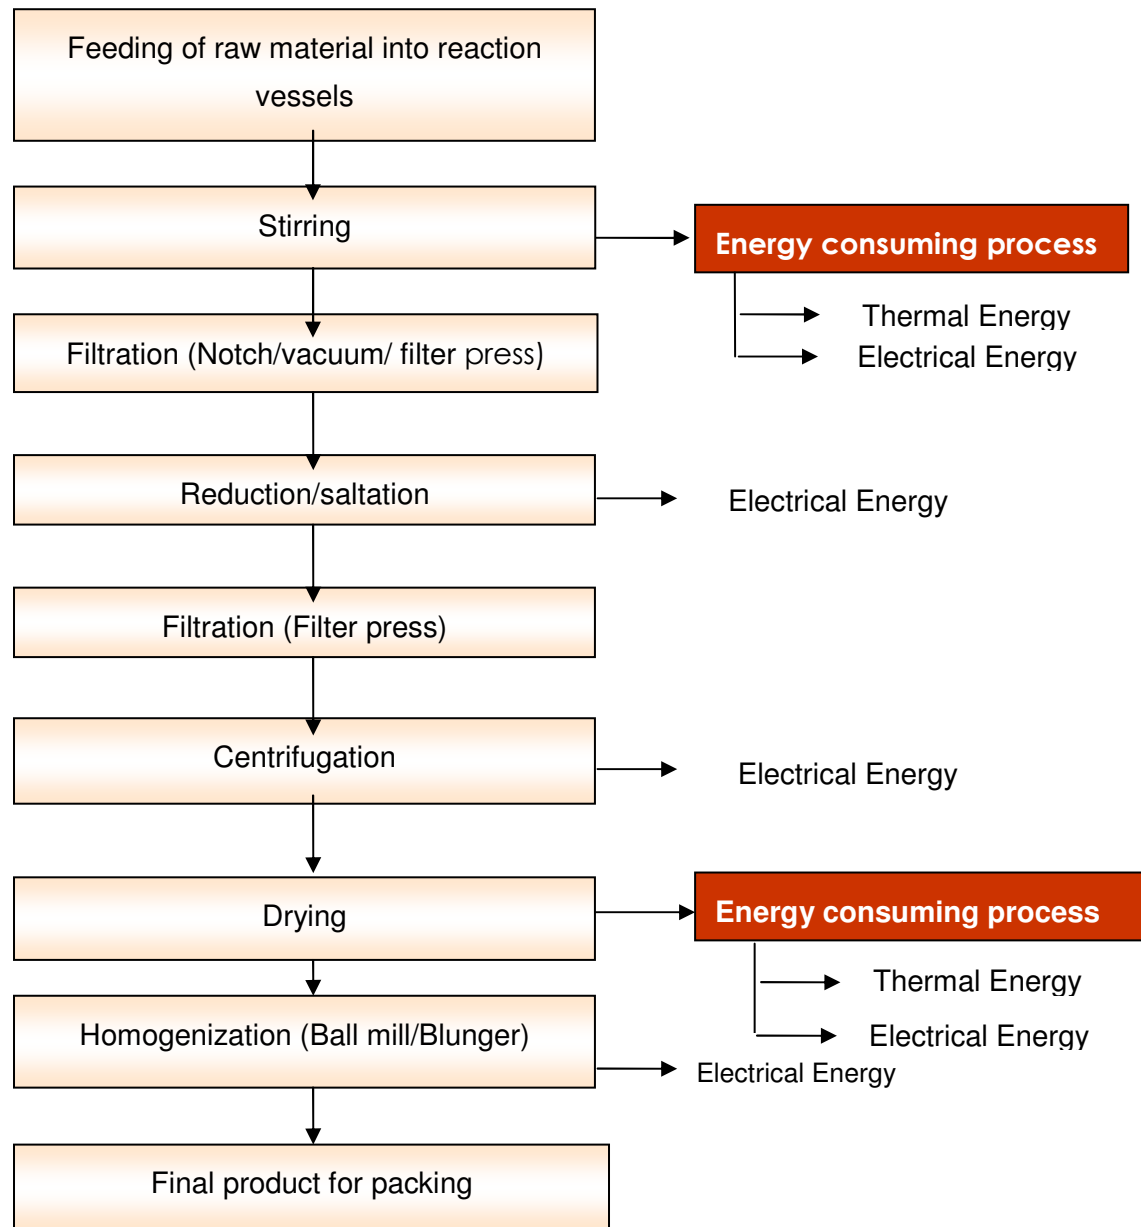 Feeding of raw material into reaction
vessels
Stirring
Energy consuming process
Thermal Energy
Electrical Energy
Filtration (Notch/vacuum/ filter press)
Reduction/saltation
Electrical Energy
Filtration (Filter press)
Centrifugation
Electrical Energy
Drying
Energy consuming process
Thermal Energy
Electrical Energy
Homogenization (Ball mill/Blunger)
Electrical Energy
Final product for packing